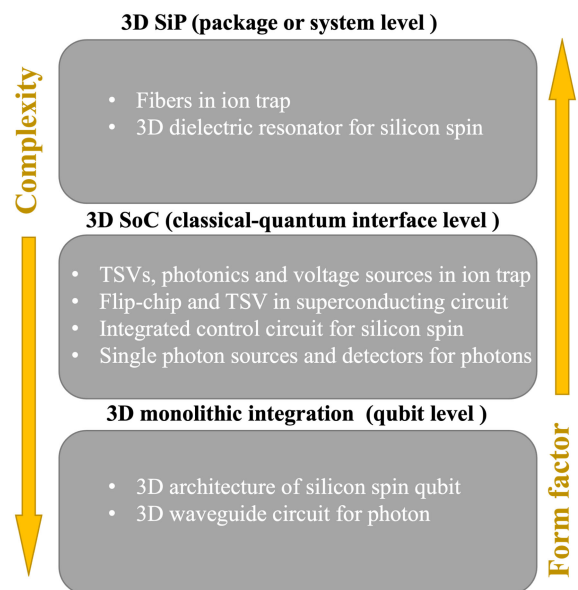 3D SiP (package or system level )
Complexity
• Fibers in ion trap
• 3D dielectric resonator for silicon spin
3D SoC (classical-quantum interface level )
• TSVs, photonics and voltage sources in ion trap
• Flip-chip and TSV in superconducting circuit
• Integrated control circuit for silicon spin
• Single photon sources and detectors for photons
3D monolithic integration (qubit level )
• 3D architecture of silicon spin qubit
• 3D waveguide circuit for photon
Form factor